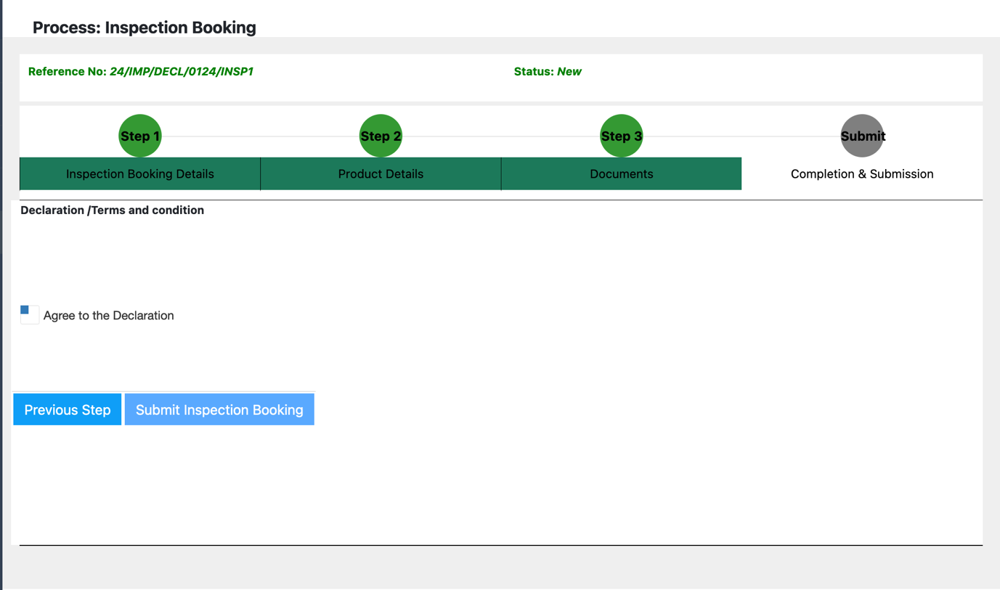 Process: Inspection Booking
Reference No: 24/IMP/DECL/0124/INSP1 Status: New
Step 1 Step 2 Step 3 Submit
Inspection Booking Details Product Details Documents Completion & Submission
Declaration /Terms and condition
Agree to the Declaration
Previous Step Submit Inspection Booking